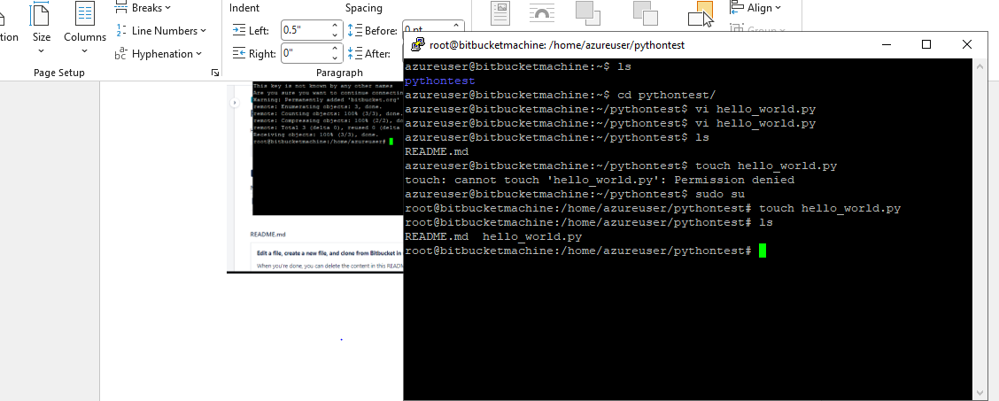 Breaks
Indent
Spacing
Align
tion
Size
Columns
Line Numbers
Left:
0.5"
Before:
0 pt
Group
Hyphenation
Right:
0"
After:
Page Setup
Paragraph
root@bitbucketmachine: /home/azureuser/pythontest
azureuser@bitbucketmachine:~$ ls
pythontest
azureuser@bitbucketmachine:~$ cd pythontest/
azureuser@bitbucketmachine:~/pythontest$ vi hello_world.py
azureuser@bitbucketmachine:~/pythontest$ vi hello_world.py
azureuser@bitbucketmachine:~/pythontest$ ls
README.md
azureuser@bitbucketmachine:~/pythontest$ touch hello_world.py
touch: cannot touch 'hello_world.py': Permission denied
azureuser@bitbucketmachine:~/pythontest$ sudo su
root@bitbucketmachine:/home/azureuser/pythontest# touch hello_world.py
root@bitbucketmachine:/home/azureuser/pythontest# ls
README.md  hello_world.py
root@bitbucketmachine:/home/azureuser/pythontest#
This key is not known by any other names
Are you sure you want to continue connectin
Warning: Permanently added 'bitbucket.org'
remote: Enumerating objects: 3, done.
remote: Counting objects: 100% (3/3), done.
remote: Compressing objects: 100% (2/2), do
remote: Total 3 (delta 0), reused 0 (delta
Receiving objects: 100% (3/3), done.
root@bitbucketmachine:/home/azureuser#
README.md
Edit a file, create a new file, and clone from Bitbucket in
When you're done, you can delete the content in this READ